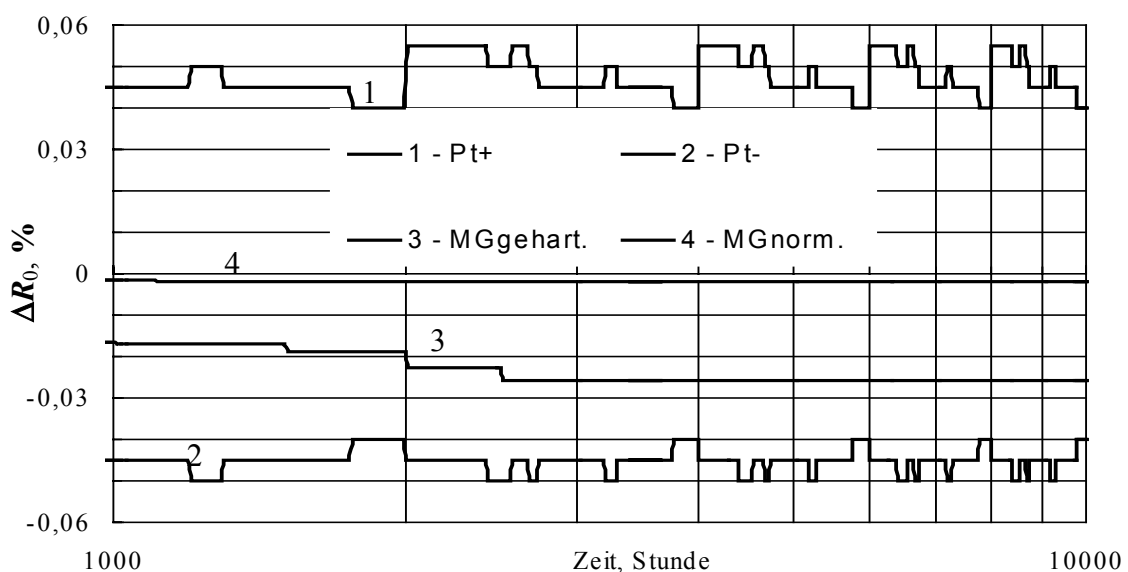 0,06
1
0,03
1 - Pt+ 2 - Pt-
3 - MGgehart. 4 - MGnorm.
ΔR0, %
4
0
3
-0,03
2
-0,06
1000 Zeit, Stunde 10000